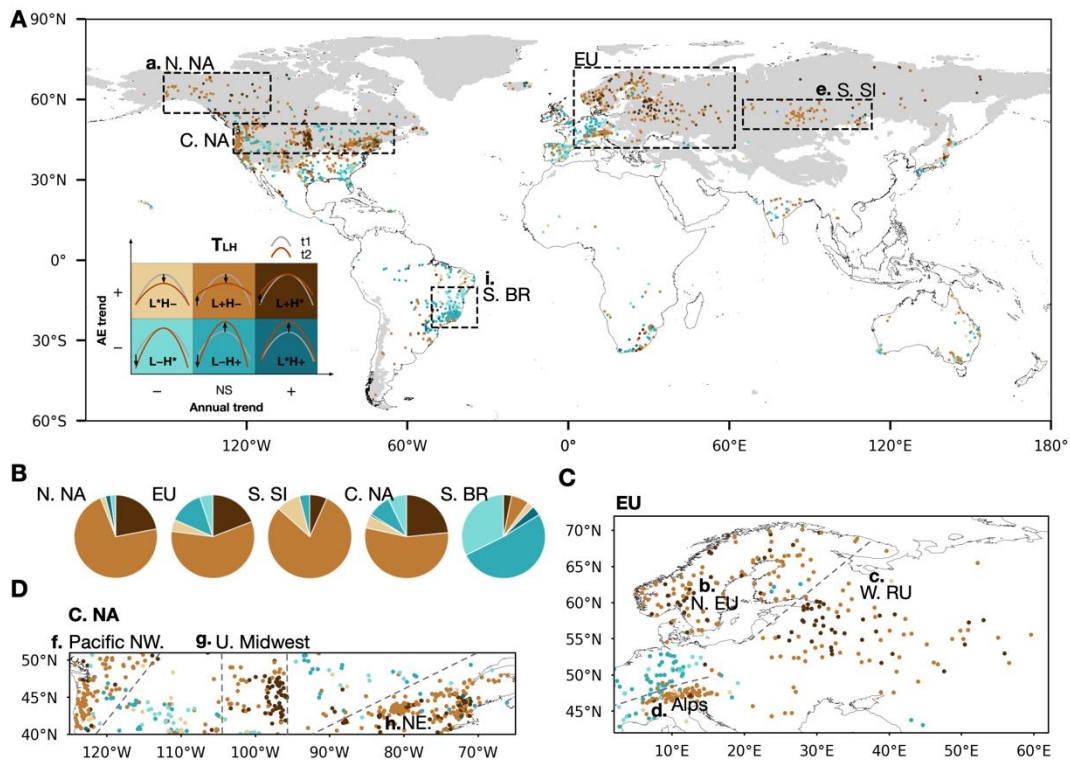 A
90°N
60°N
30°N
0°
30°S
60°S
120°W
60°W
0°
60°E
120°E
180°
a. N. NA
C. NA
EU
e. S. SI
i.
S. BR
TLH
t1
t2
AE trend
+
−
L*H−
L+H−
L+H*
L−H*
L−H+
L*H+
−
NS
+
Annual trend
B
N. NA
EU
S. SI
C. NA
S. BR
C
EU
70°N
65°N
60°N
55°N
50°N
45°N
10°E
20°E
30°E
40°E
50°E
60°E
b.
N. EU
c.
W. RU
d. Alps
D
C. NA
f. Pacific NW.
g. U. Midwest
h. NE.
50°N
45°N
40°N
120°W
110°W
100°W
90°W
80°W
70°W